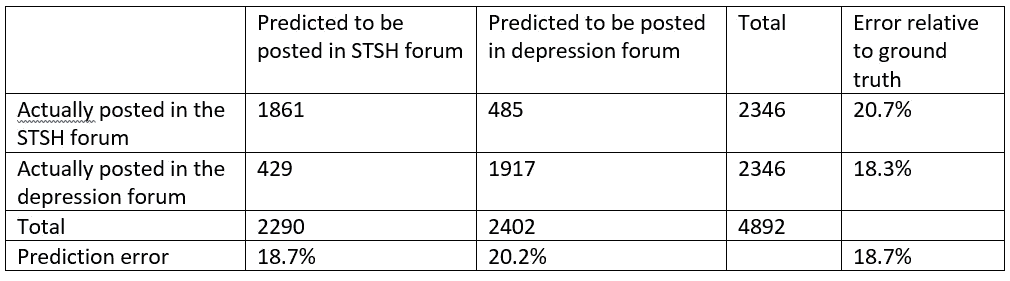 Predicted to be posted in STSH forum Predicted to be posted in depression forum Total Error relative to ground truth
Actually posted in the STSH forum 1861 485 2346 20.7%
Actually posted in the depression forum 429 1917 2346 18.3%
Total 2290 2402 4892
Prediction error 18.7% 20.2% 18.7%